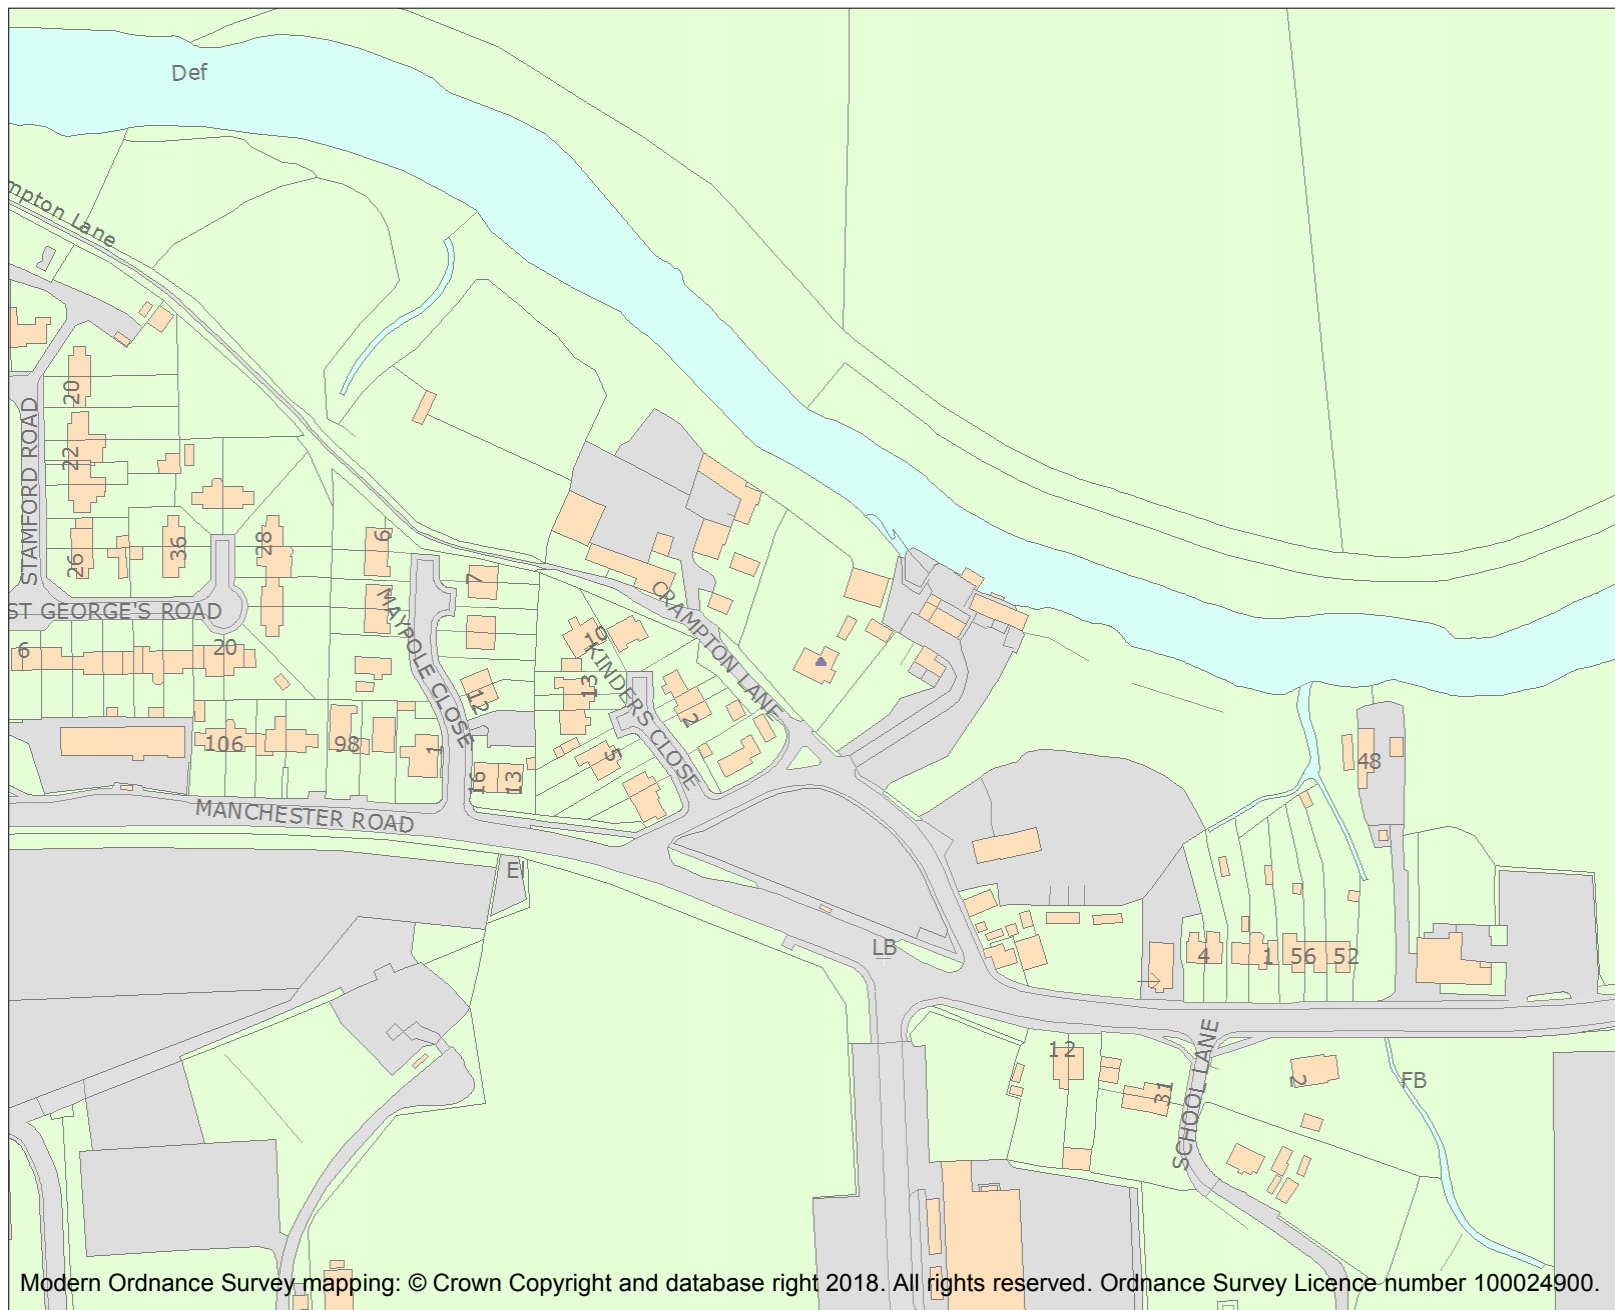 Def
mpton Lane
20
STAMFORD ROAD
22
26
36
28
6
7
ST GEORGE'S ROAD
MAYPOLE CLOSE
CRAMPTON LANE
6
20
10
KINDERS CLOSE
13
12
2
106
98
1
5
48
16
13
MANCHESTER ROAD
El
LB
4
1
56
52
12
31
SCHOOL LANE
2
FB
Modern Ordnance Survey mapping: © Crown Copyright and database right 2018. All rights reserved. Ordnance Survey Licence number 100024900.